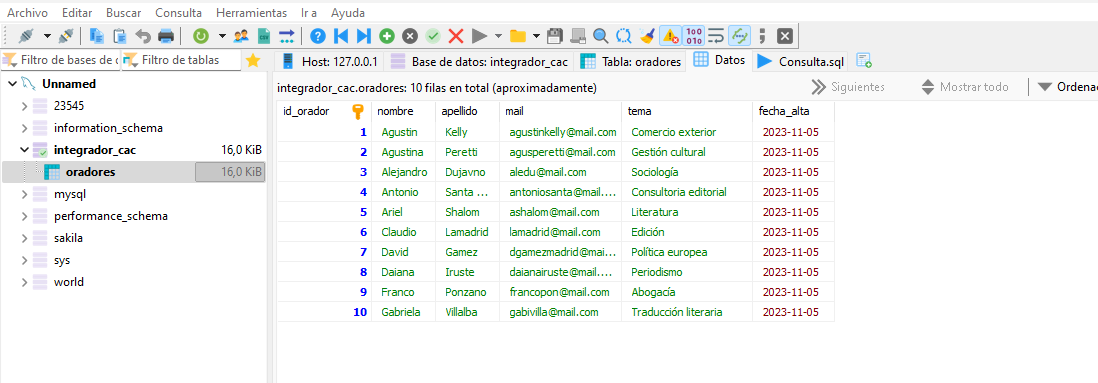 Archivo Editar Buscar Consulta Herramientas Ir a Ayuda
Filtro de bases de d Filtro de tablas
Host: 127.0.0.1 Base de datos: integrador_cac Tabla: oradores Datos Consulta.sql
Unnamed
23545
information_schema
integrador_cac 16,0 KiB
oradores 16,0 KiB
mysql
performance_schema
sakila
sys
world
integrador_cac.oradores: 10 filas en total (aproximadamente) Siguientes Mostrar todo Ordena
id_orador nombre apellido mail tema fecha_alta
1 Agustin Kelly agustinkelly@mail.com Comercio exterior 2023-11-05
2 Agustina Peretti agusperetti@mail.com Gestión cultural 2023-11-05
3 Alejandro Dujavno aledu@mail.com Sociología 2023-11-05
4 Antonio Santa ... antoniosanta@mail.... Consultoria editorial 2023-11-05
5 Ariel Shalom ashalom@mail.com Literatura 2023-11-05
6 Claudio Lamadrid lamadrid@mail.com Edición 2023-11-05
7 David Gamez dgamezmadrid@mai... Política europea 2023-11-05
8 Daiana Iruste daianairuste@mail.... Periodismo 2023-11-05
9 Franco Ponzano francopon@mail.com Abogacía 2023-11-05
10 Gabriela Villalba gabivilla@mail.com Traducción literaria 2023-11-05